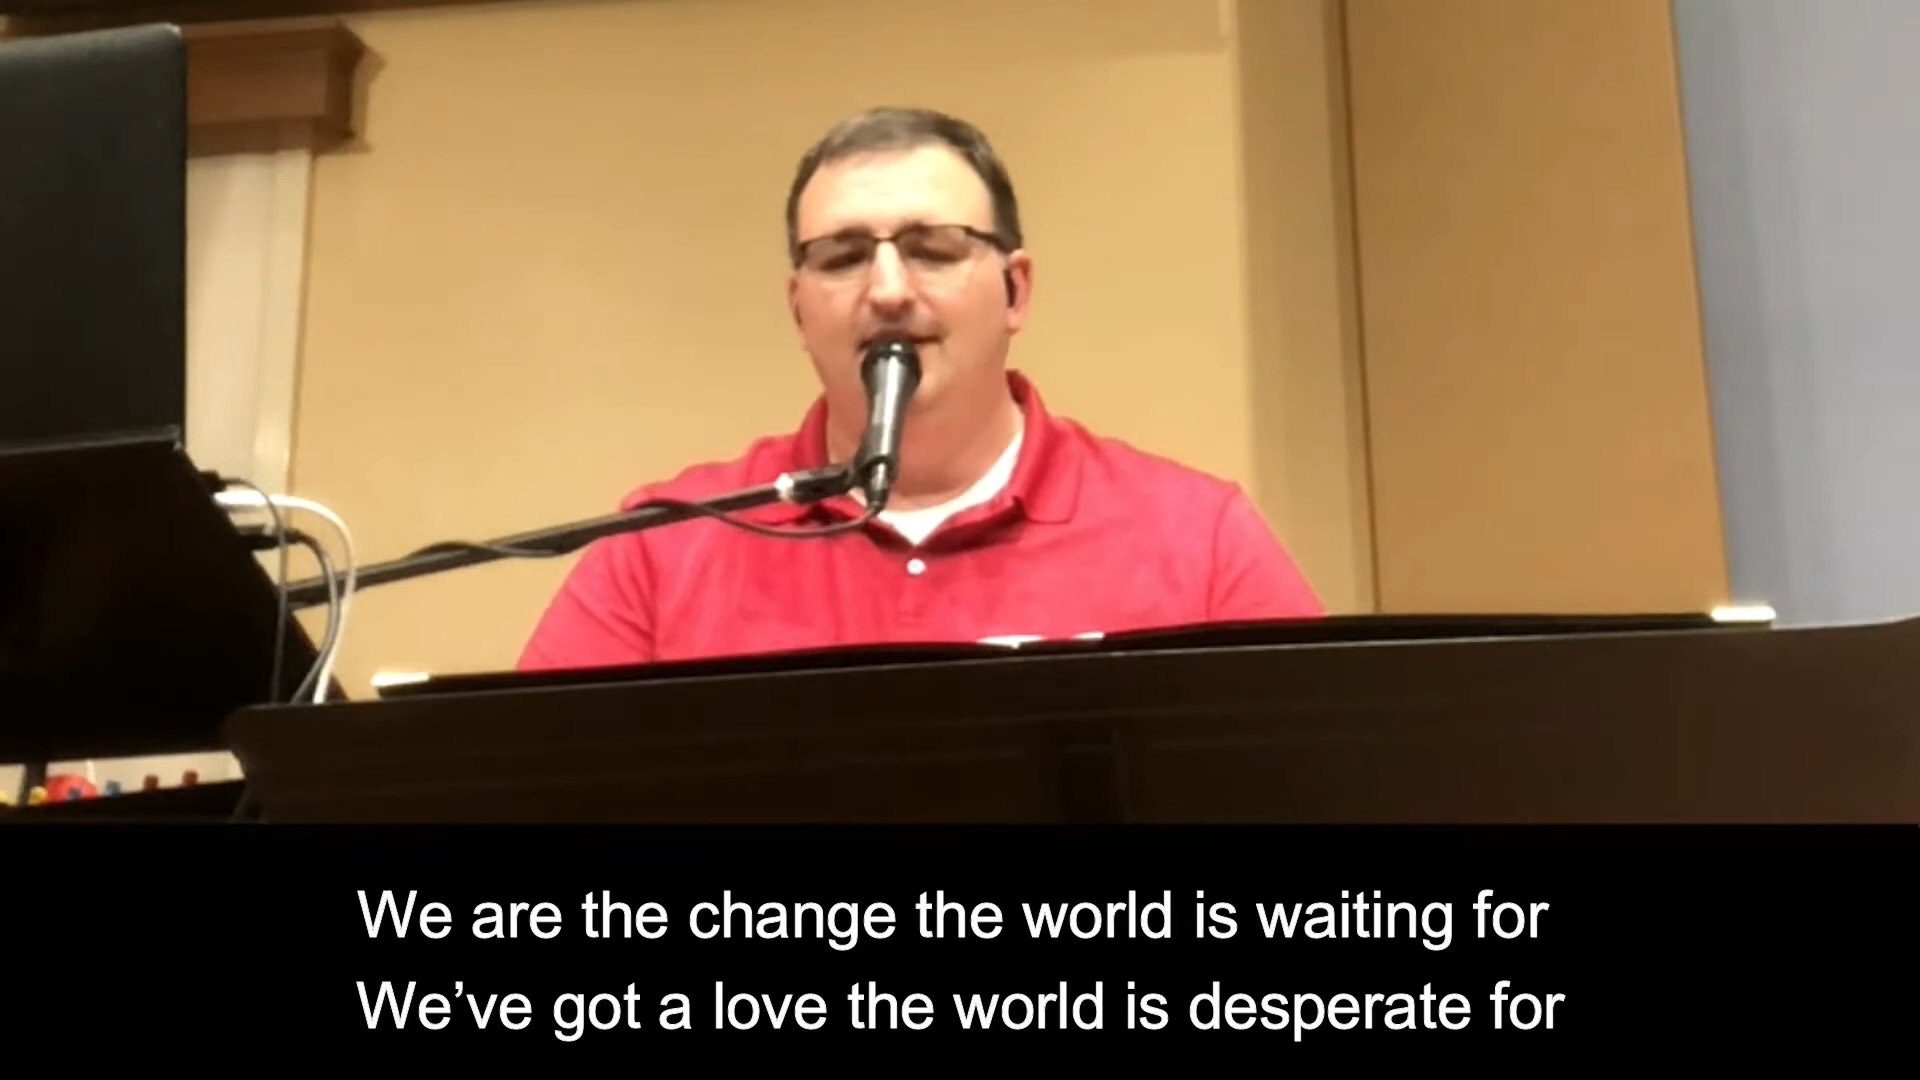 We are the change the world is waiting for
We’ve got a love the world is desperate for